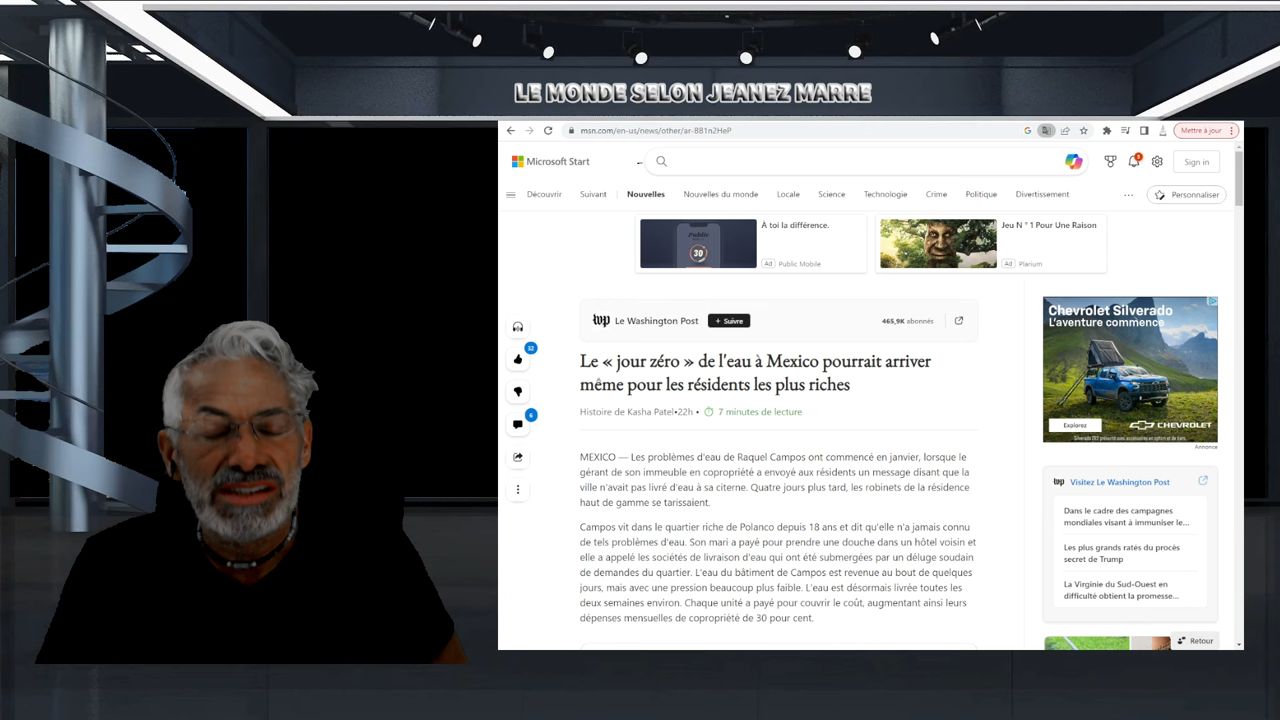 LE MONDE SELON JEANEZ MARRE
msn.com/en-us/news/other/ar-BB1n2HeP
Mettre à jour
Microsoft Start
Sign in
Découvrir
Suivant
Nouvelles
Nouvelles du monde
Locale
Science
Technologie
Crime
Politique
Divertissement
Personnaliser
Public
30
À toi la différence.
Ad Public Mobile
Jeu N ° 1 Pour Une Raison
Ad Plarium
Le Washington Post
+ Suivre
465,9K abonnés
32
6
Le « jour zéro » de l'eau à Mexico pourrait arriver
même pour les résidents les plus riches
Histoire de Kasha Patel•22h • 7 minutes de lecture
MEXICO — Les problèmes d'eau de Raquel Campos ont commencé en janvier, lorsque le
gérant de son immeuble en copropriété a envoyé aux résidents un message disant que la
ville n'avait pas livré d'eau à sa citerne. Quatre jours plus tard, les robinets de la résidence
haut de gamme se tarissaient.
Campos vit dans le quartier riche de Polanco depuis 18 ans et dit qu'elle n'a jamais connu
de tels problèmes d'eau. Son mari a payé pour prendre une douche dans un hôtel voisin et
elle a appelé les sociétés de livraison d'eau qui ont été submergées par un déluge soudain
de demandes du quartier. L'eau du bâtiment de Campos est revenue au bout de quelques
jours, mais avec une pression beaucoup plus faible. L'eau est désormais livrée toutes les
deux semaines environ. Chaque unité a payé pour couvrir le coût, augmentant ainsi leurs
dépenses mensuelles de copropriété de 30 pour cent.
Chevrolet Silverado
L'aventure commence
Explorez
CHEVROLET
Annonce
Visitez Le Washington Post
Dans le cadre des campagnes
mondiales visant à immuniser le...
Les plus grands ratés du procès
secret de Trump
La Virginie du Sud-Ouest en
difficulté obtient la promesse...
Retour